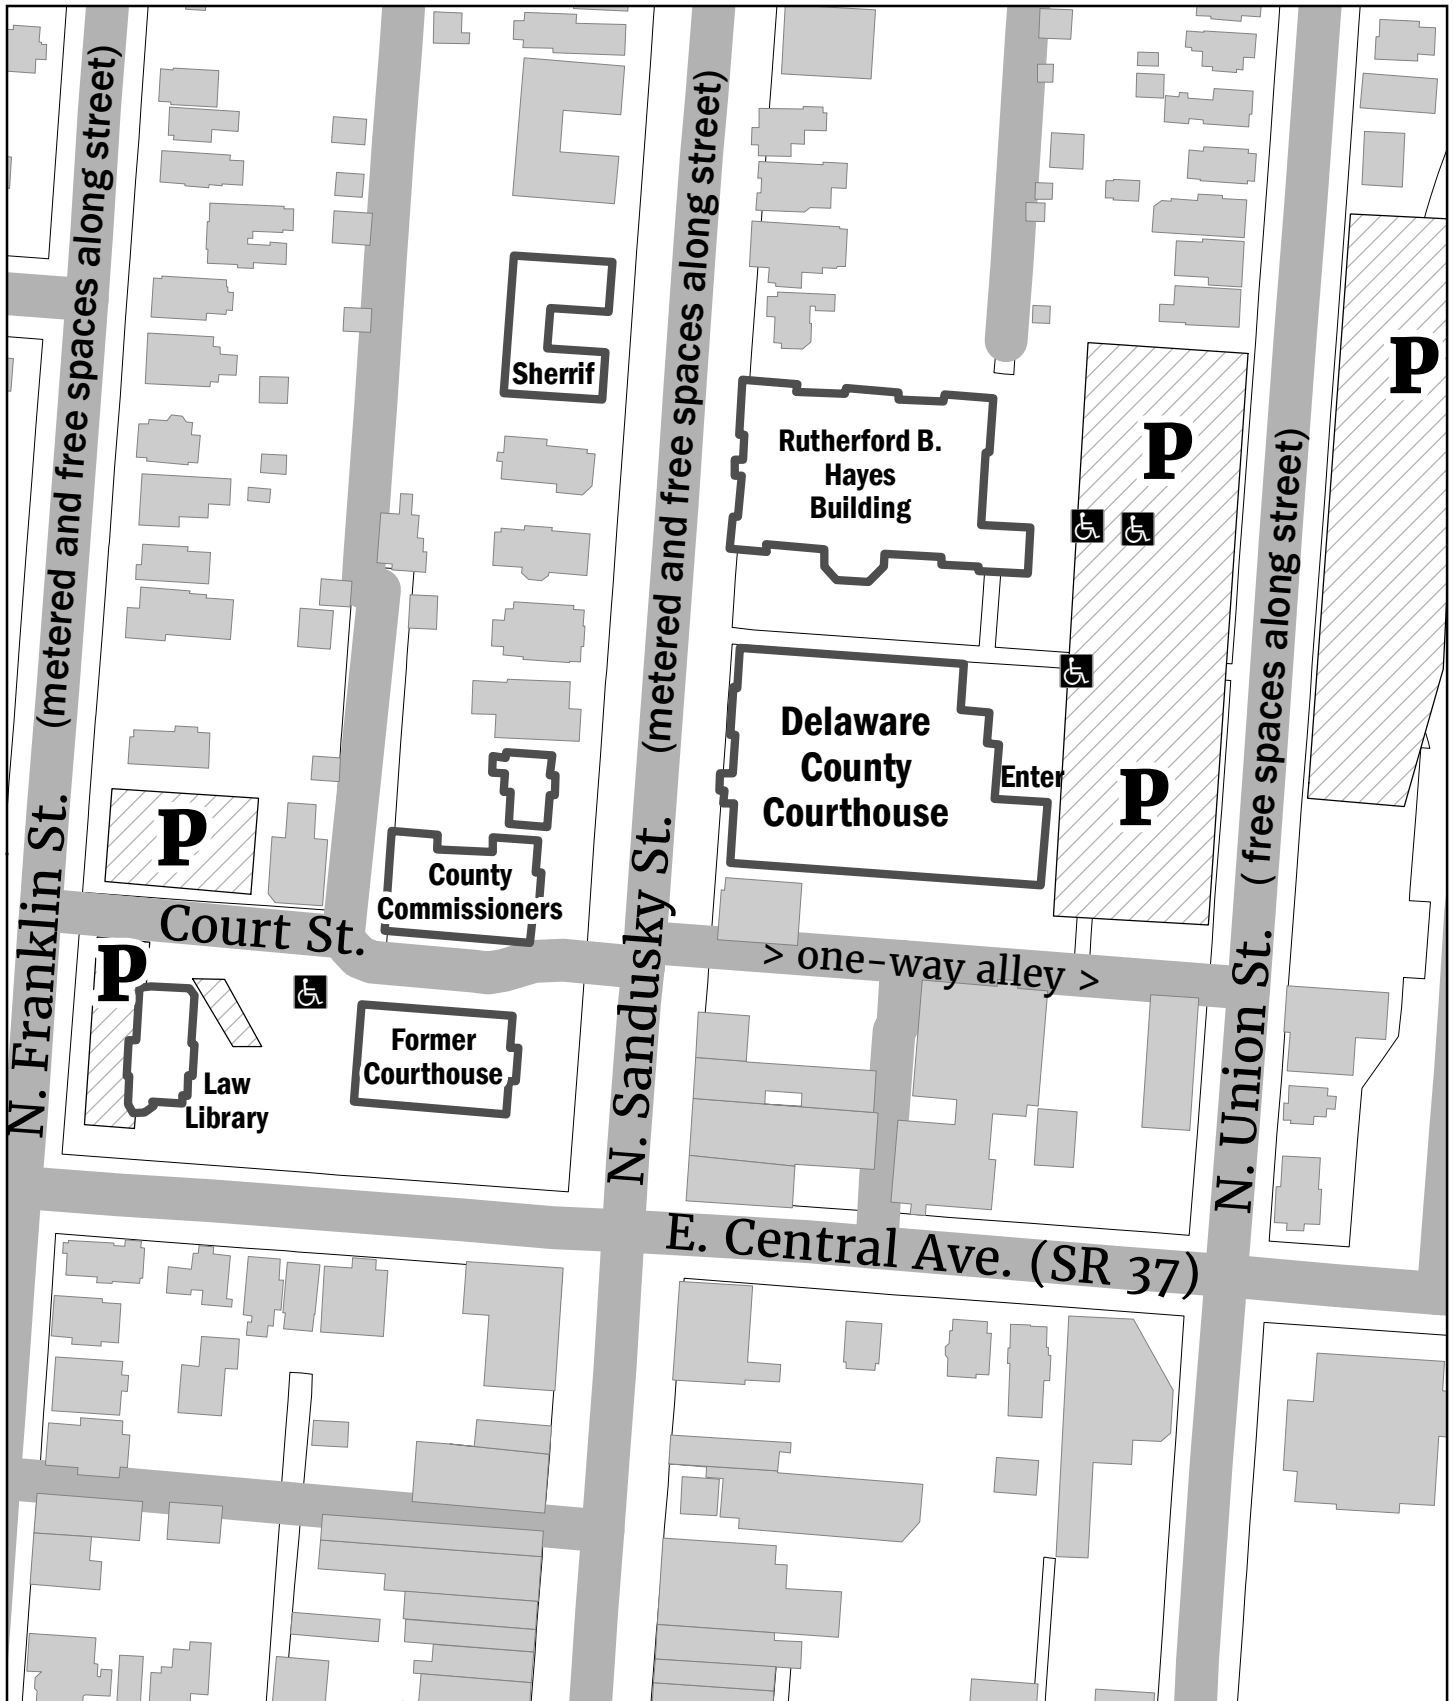 (metered and free spaces along street)
(metered and free spaces along street)
P
Sherrif
Rutherford B.
Hayes
Building
P
( free spaces along street)
Delaware
County
Courthouse
Enter
P
P
County
Commissioners
N. Franklin St.
Court St.
N. Sandusky St.
> one-way alley >
N. Union St.
P
Former
Courthouse
Law
Library
E. Central Ave. (SR 37)